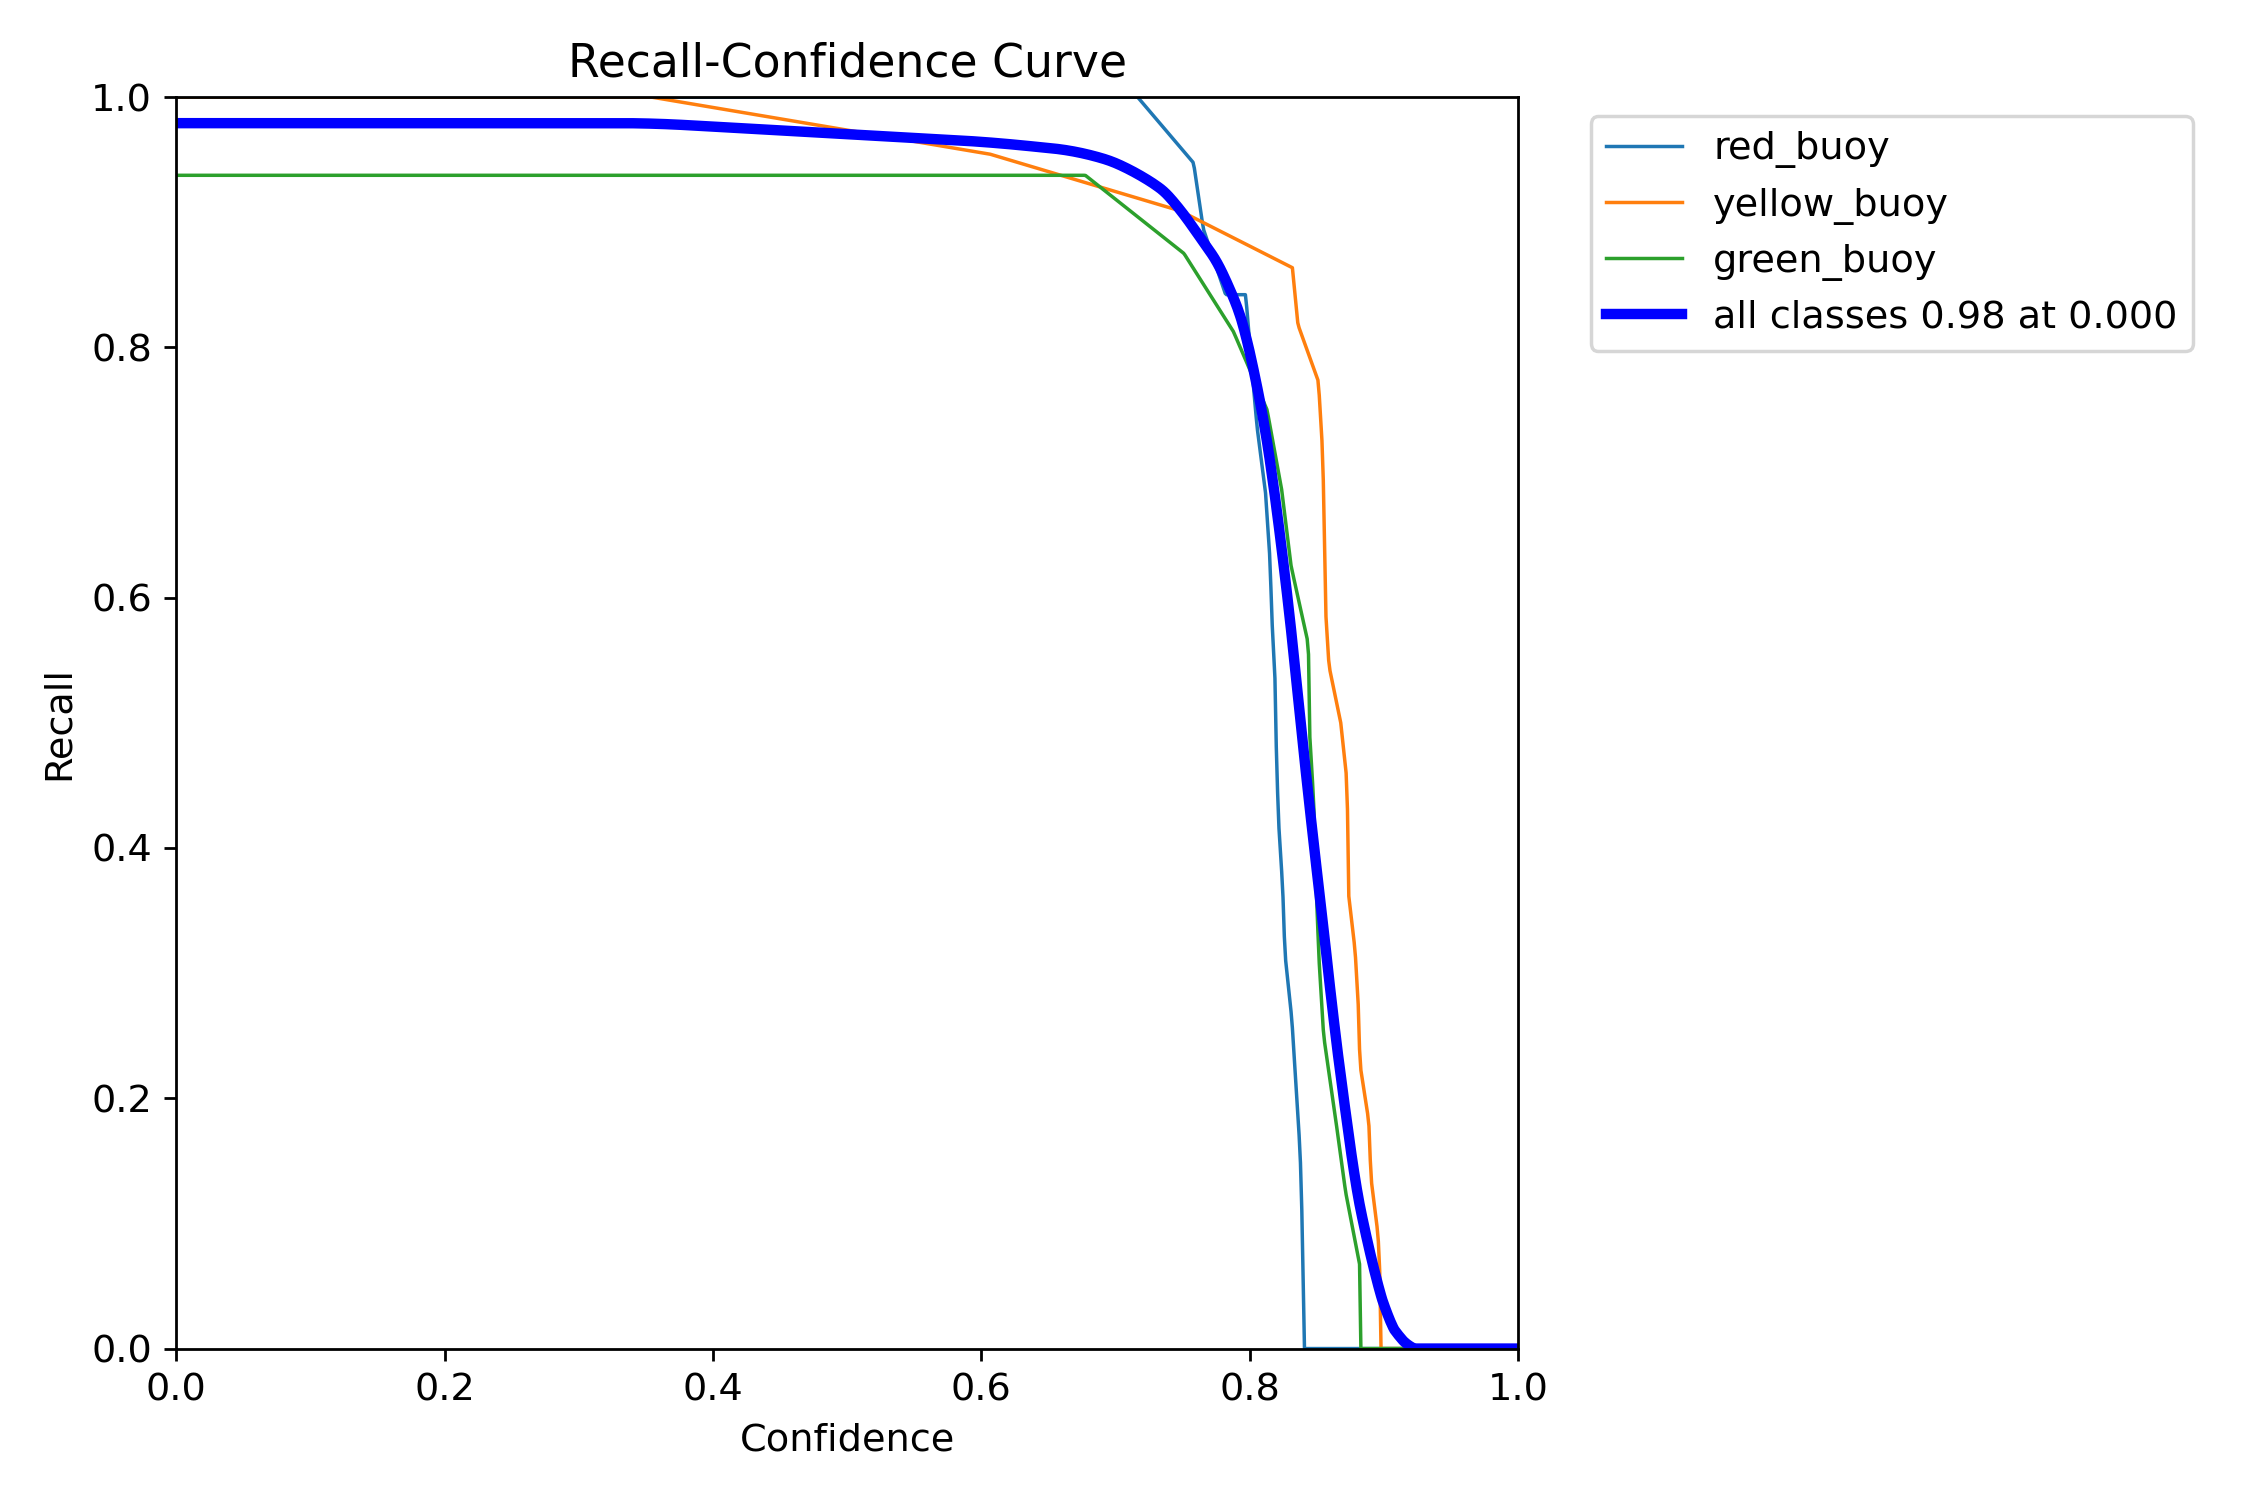 Recall-Confidence Curve
1.0
0.8
0.6
0.4
0.2
0.0
Recall
0.0 0.2 0.4 0.6 0.8 1.0
Confidence
red_buoy
yellow_buoy
green_buoy
all classes 0.98 at 0.000